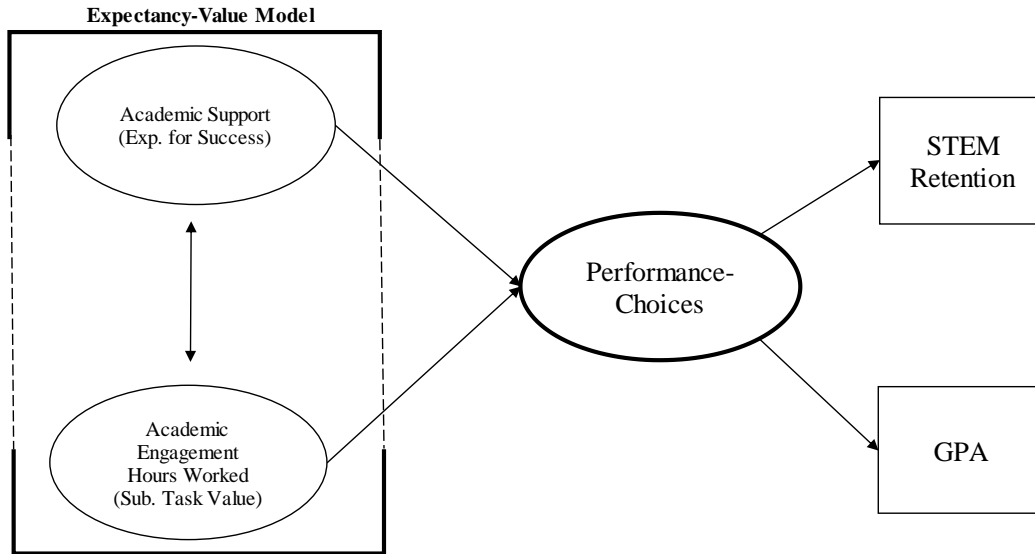 Expectancy-Value Model
Academic Support
(Exp. for Success)
Academic
Engagement
Hours Worked
(Sub. Task Value)
Performance-
Choices
STEM
Retention
GPA